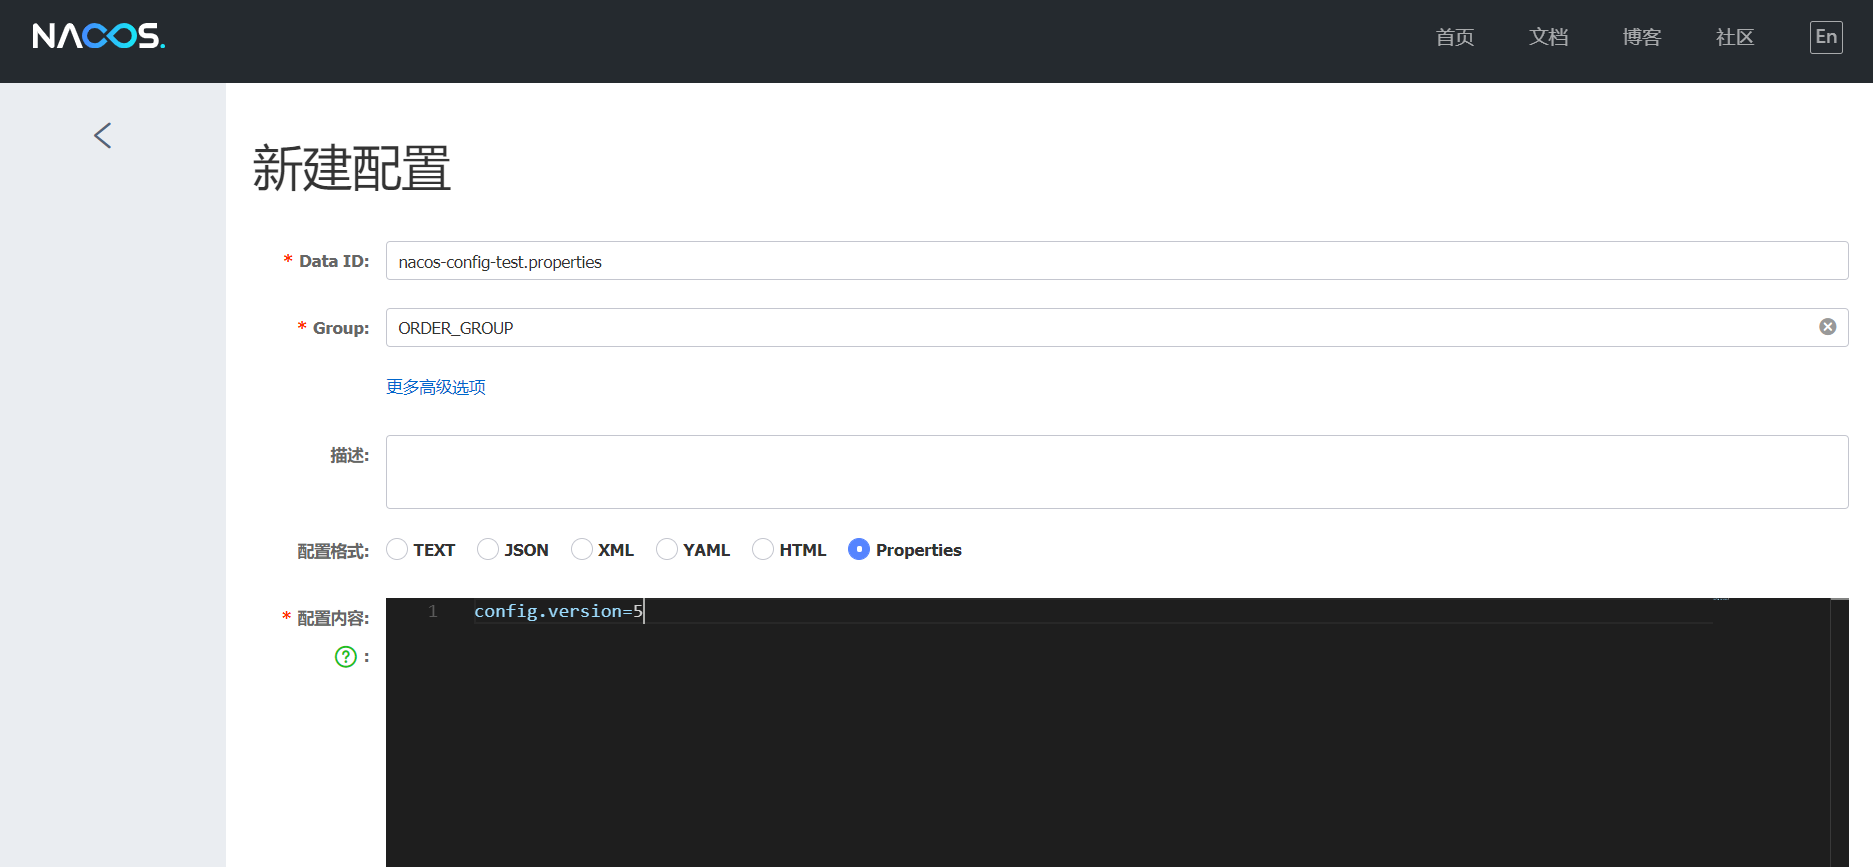 NACOS. 首页 文档 博客 社区 En
新建配置
* Data ID: nacos-config-test.properties
* Group: ORDER_GROUP
更多高级选项
描述:
配置格式: TEXT JSON XML YAML HTML Properties
* 配置内容: 1 config.version=5
? :